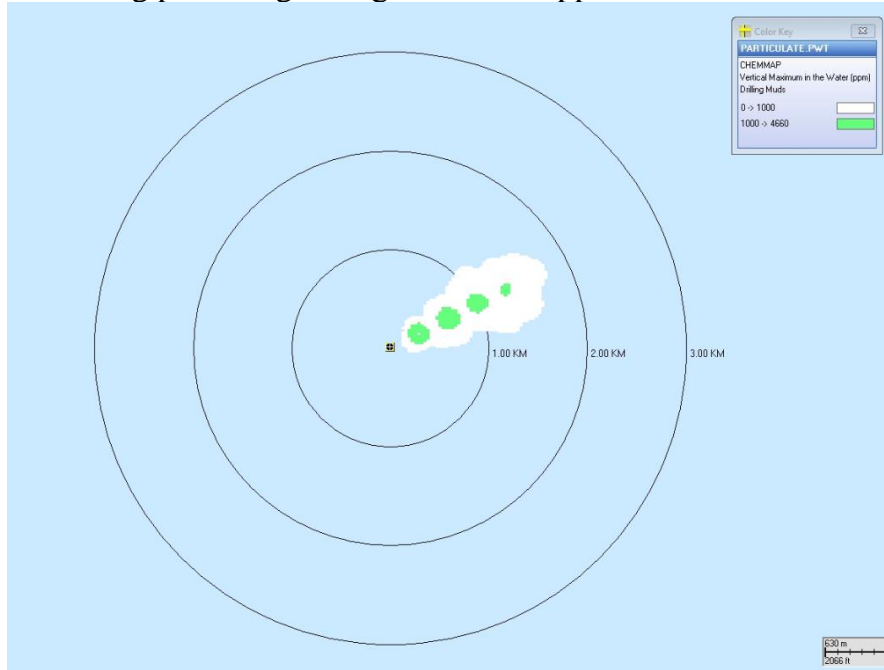 Color Key
PARTICULATE.PWT
CHEMMAP
Vertical Maximum in the Water (ppm)
Drilling Muds
0 -> 1000
1000 -> 4660
1.00 KM
2.00 KM
3.00 KM
630 m
2066 ft